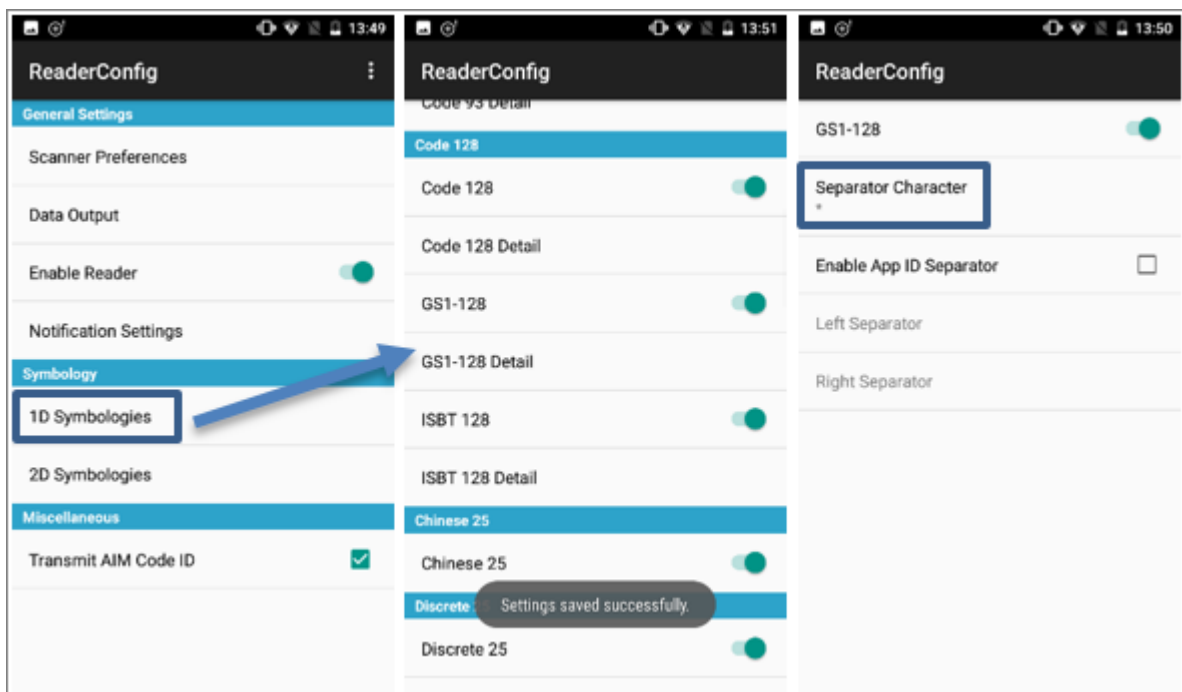 13:49
ReaderConfig
General Settings
Scanner Preferences
Data Output
Enable Reader
Notification Settings
Symbology
1D Symbologies
2D Symbologies
Miscellaneous
Transmit AIM Code ID
13:51
ReaderConfig
Code 93 Detail
Code 128
Code 128
Code 128 Detail
GS1-128
GS1-128 Detail
ISBT 128
ISBT 128 Detail
Chinese 25
Chinese 25
Discrete
Settings saved successfully.
Discrete 25
13:50
ReaderConfig
GS1-128
Separator Character
*
Enable App ID Separator
Left Separator
Right Separator